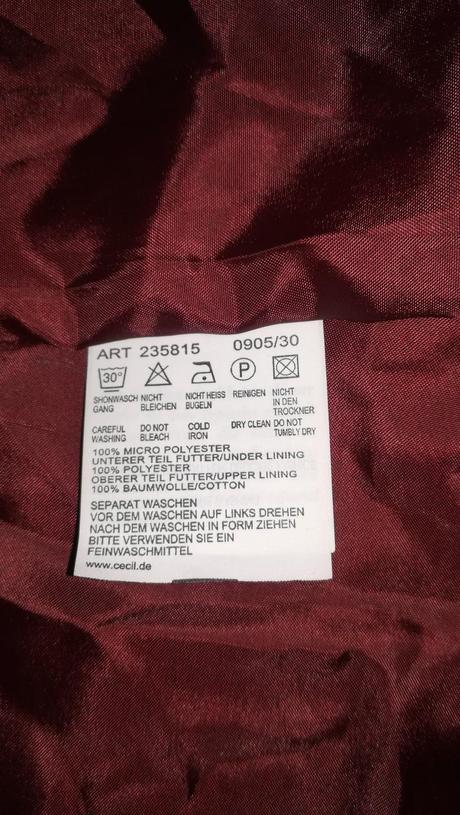 ART 235815 0905/30
30° P
SHONWASCH GANG NICHT BLEICHEN NICHT HEISS BUGELN REINIGEN NICHT IN DEN TROCKNER
CAREFUL WASHING DO NOT BLEACH COLD IRON DRY CLEAN DO NOT TUMBLY DRY
100% MICRO POLYESTER
UNTERER TEIL FUTTER/UNDER LINING
100% POLYESTER
OBERER TEIL FUTTER/UPPER LINING
100% BAUMWOLLE/COTTON
SEPARAT WASCHEN
VOR DEM WASCHEN AUF LINKS DREHEN
NACH DEM WASCHEN IN FORM ZIEHEN
BITTE VERWENDEN SIE EIN
FEINWASCHMITTEL
www.cecil.de